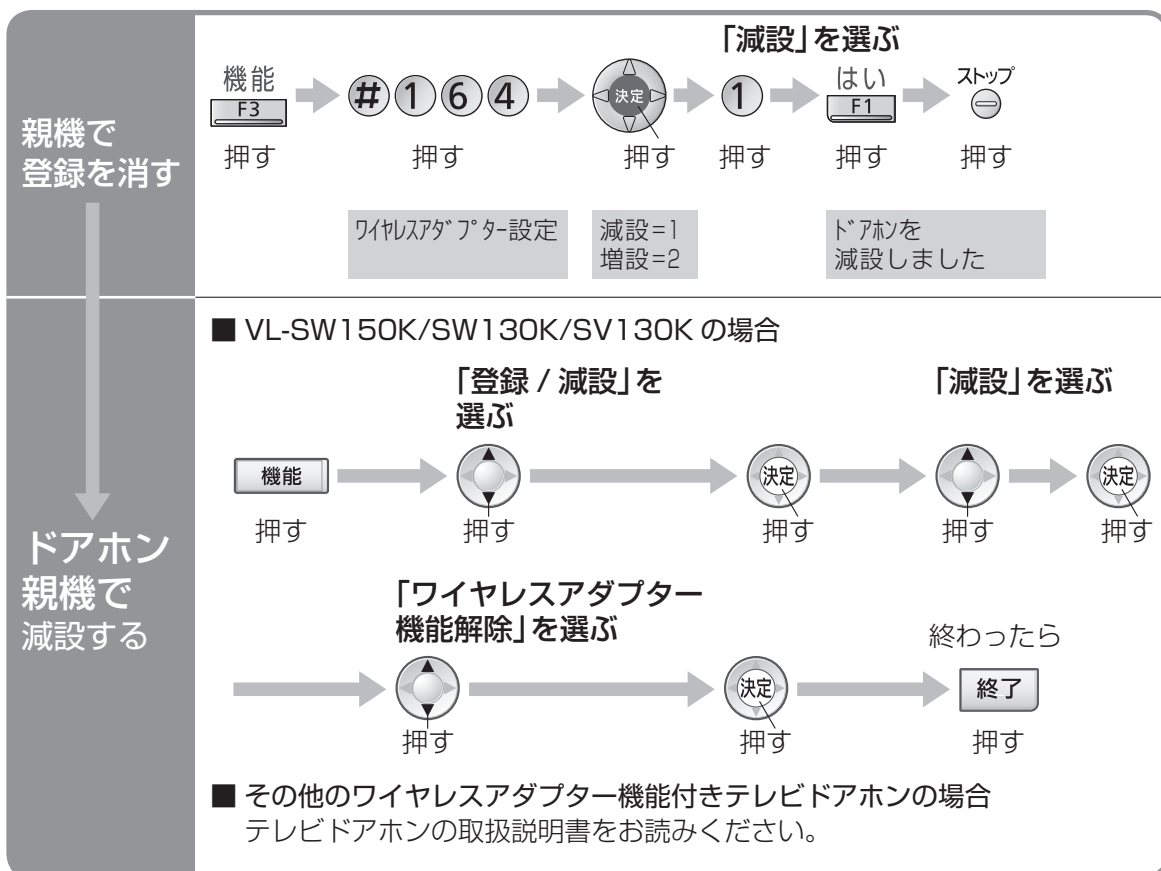 親機で
登録を消す
「減設」を選ぶ
機能
F3
# 1 6 4
決定
1
はい
F1
ストップ
押す 押す 押す 押す 押す 押す
ワイヤレスアダプター設定
減設=1
増設=2
ドアホンを
減設しました
ドアホン
親機で
減設する
■ VL-SW150K/SW130K/SV130K の場合
「登録 / 減設」を
選ぶ
「減設」を選ぶ
機能 決定 決定
押す 押す 押す 押す 押す
「ワイヤレスアダプター
機能解除」を選ぶ
終わったら
決定 終了
押す 押す 押す
■ その他のワイヤレスアダプター機能付きテレビドアホンの場合
テレビドアホンの取扱説明書をお読みください。